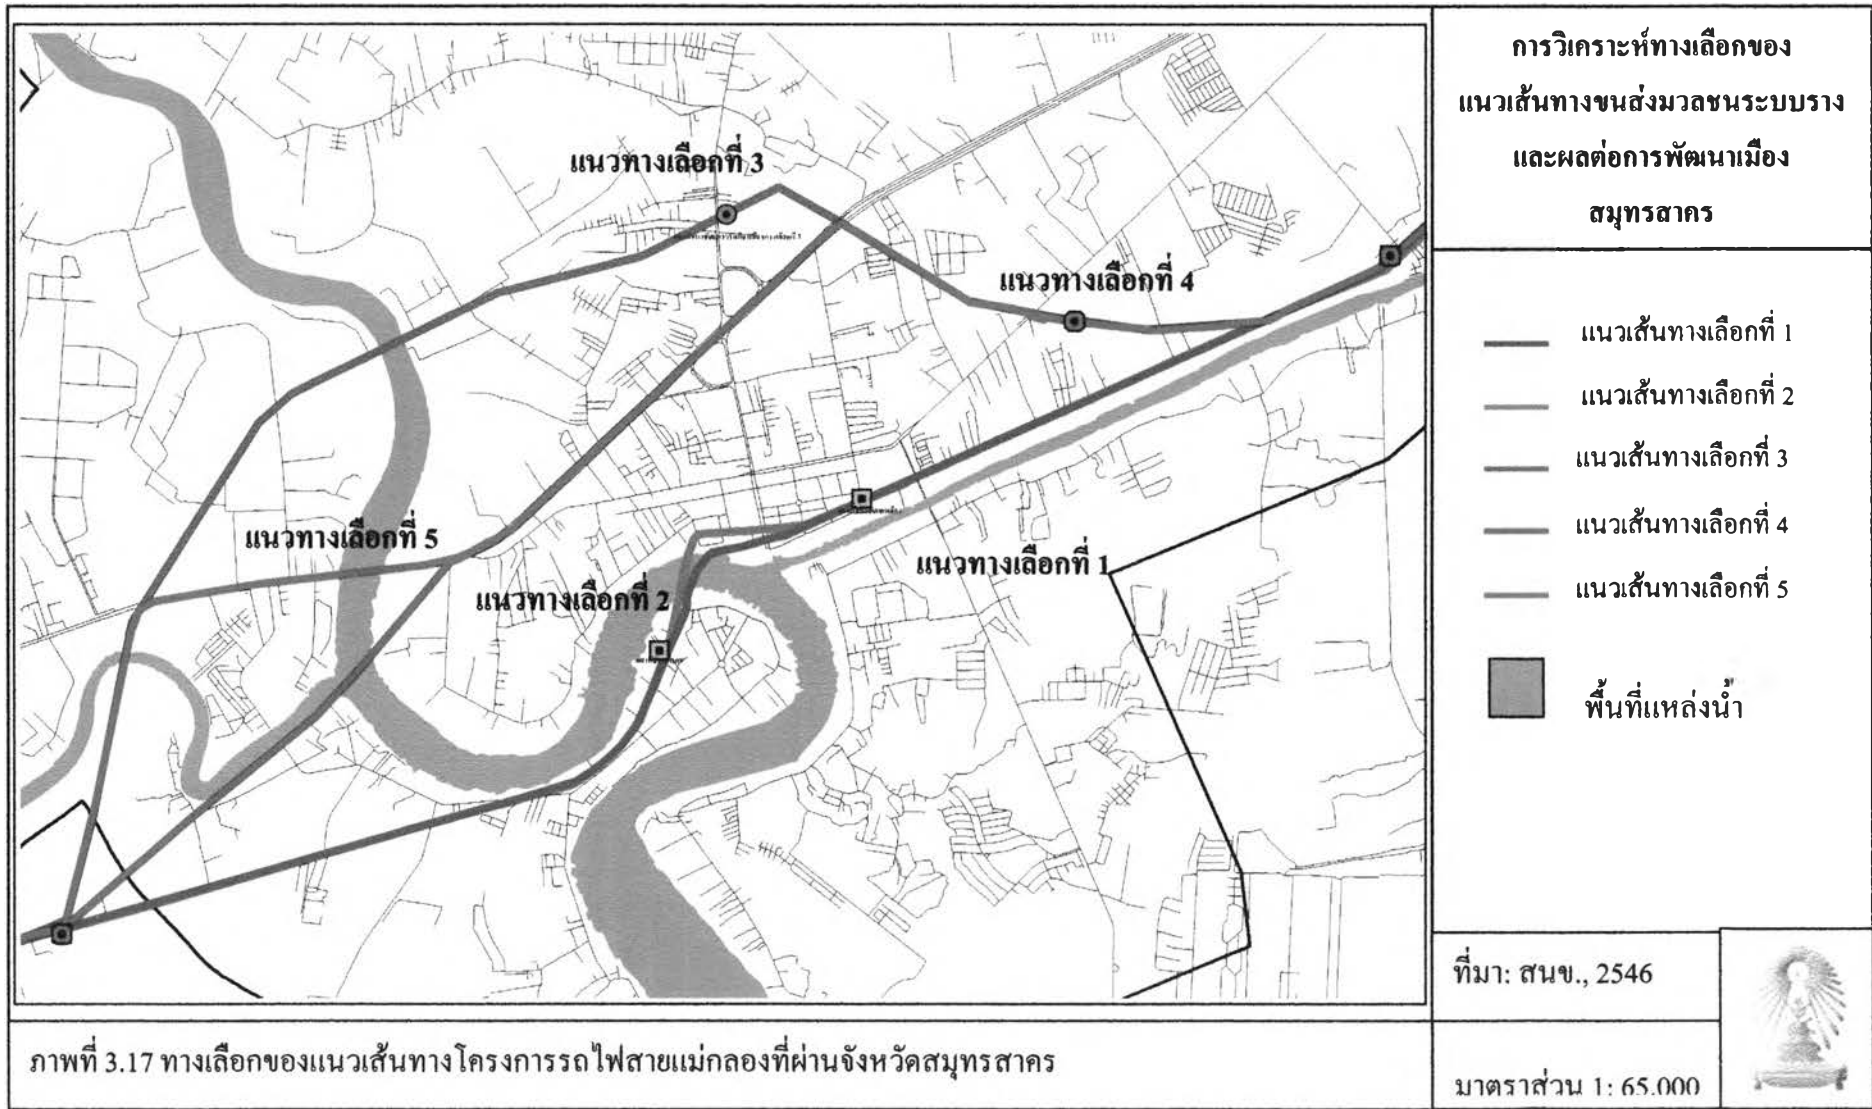 การวิเคราะห์ทางเลือกของ
แนวเส้นทางขนส่งมวลชนระบบราง
และผลต่อการพัฒนาเมือง
สมุทรสาคร
แนวทางเลือกที่ 3
แนวทางเลือกที่ 4
แนวทางเลือกที่ 5
แนวทางเลือกที่ 2
แนวทางเลือกที่ 1
แนวเส้นทางเลือกที่ 1
แนวเส้นทางเลือกที่ 2
แนวเส้นทางเลือกที่ 3
แนวเส้นทางเลือกที่ 4
แนวเส้นทางเลือกที่ 5
พื้นที่แหล่งน้ำ
ที่มา: สนข., 2546
มาตราส่วน 1: 65.000
ภาพที่ 3.17 ทางเลือกของแนวเส้นทางโครงการรถไฟสายแม่กลองที่ผ่านจังหวัดสมุทรสาคร